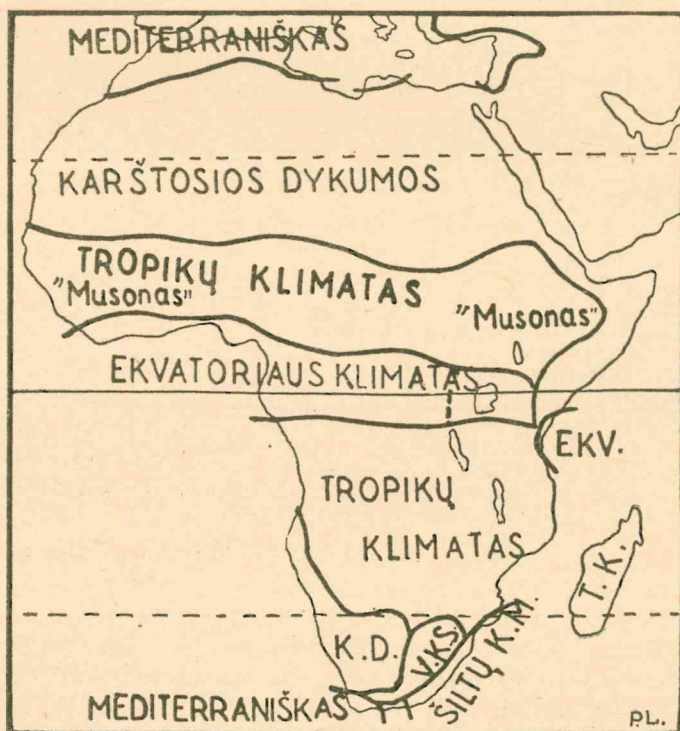 MEDITERRANIŠKAS
KARŠTOSIOS DYKUMOS
TROPIKŲ KLIMATAS
"Musonas"
"Musonas"
EKVATORIAUS KLIMATAS
EKV.
TROPIKŲ
KLIMATAS
T.K.
K.D.
V.KS.
ŠILTŲ K.M.
MEDITERRANIŠKAS
P.L.